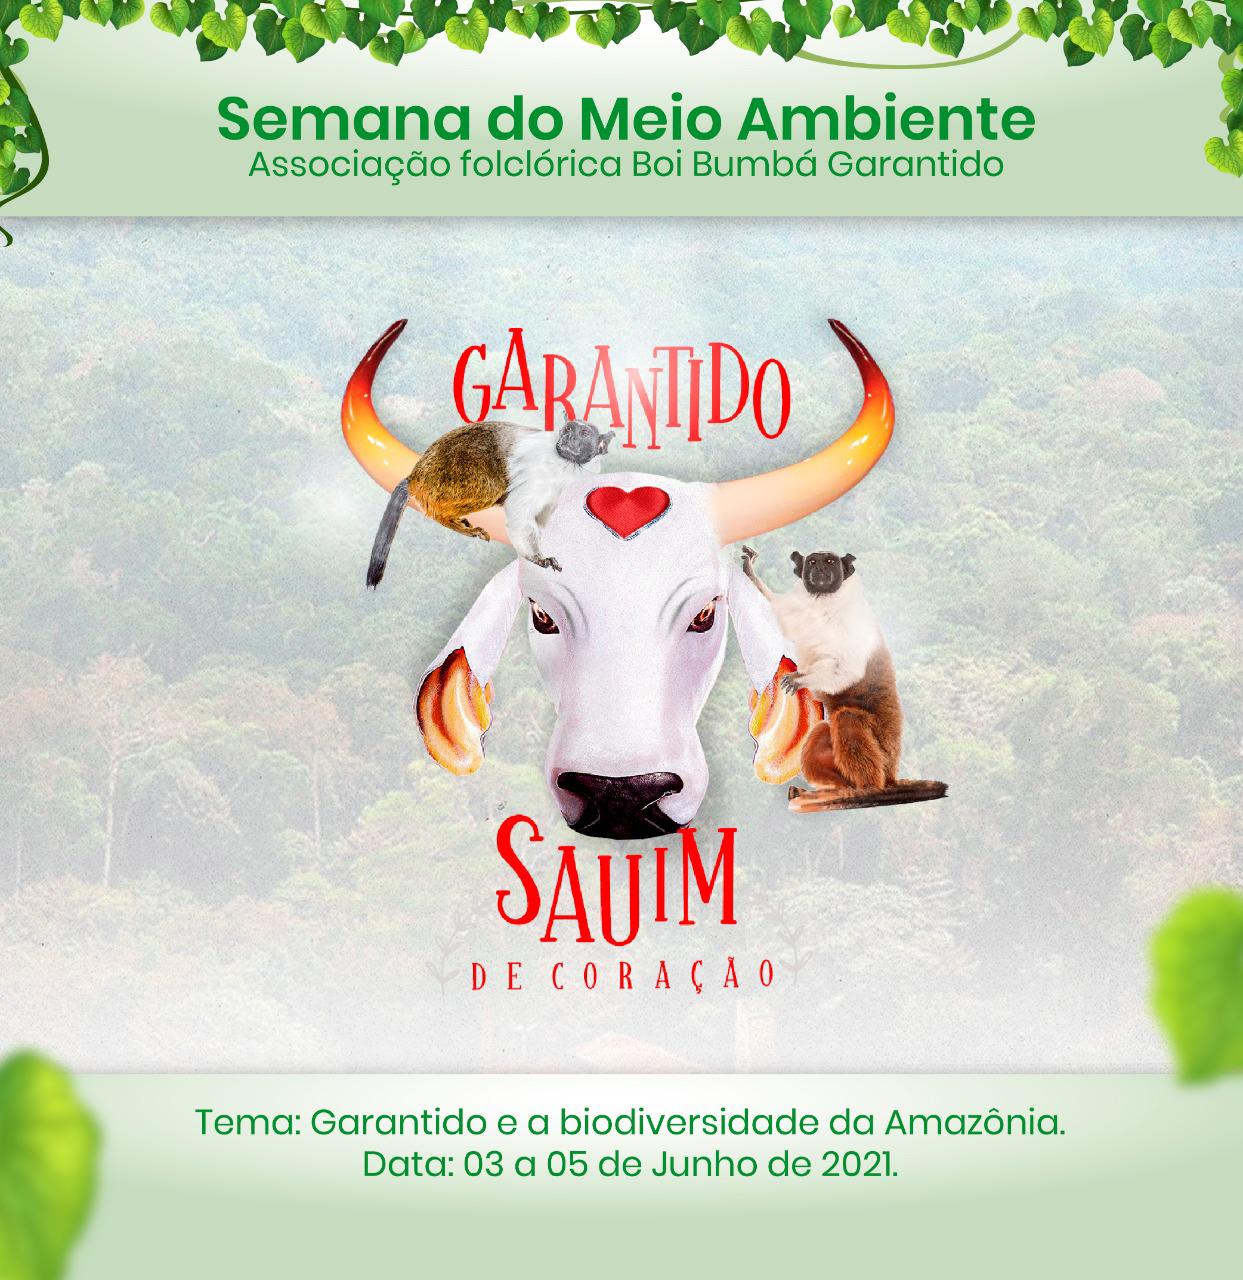 Semana do Meio Ambiente
Associação folclórica Boi Bumbá Garantido
GARANTIDO
SAUIM
DE CORAÇÃO
Tema: Garantido e a biodiversidade da Amazônia.
Data: 03 a 05 de Junho de 2021.